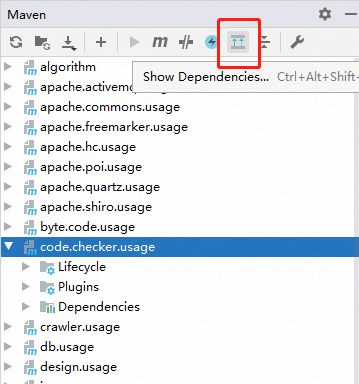 Maven
m
Show Dependencies... Ctrl+Alt+Shift-
algorithm
apache.activem
apache.commons.usage
apache.freemarker.usage
apache.hc.usage
apache.poi.usage
apache.quartz.usage
apache.shiro.usage
byte.code.usage
code.checker.usage
Lifecycle
Plugins
Dependencies
crawler.usage
db.usage
design.usage